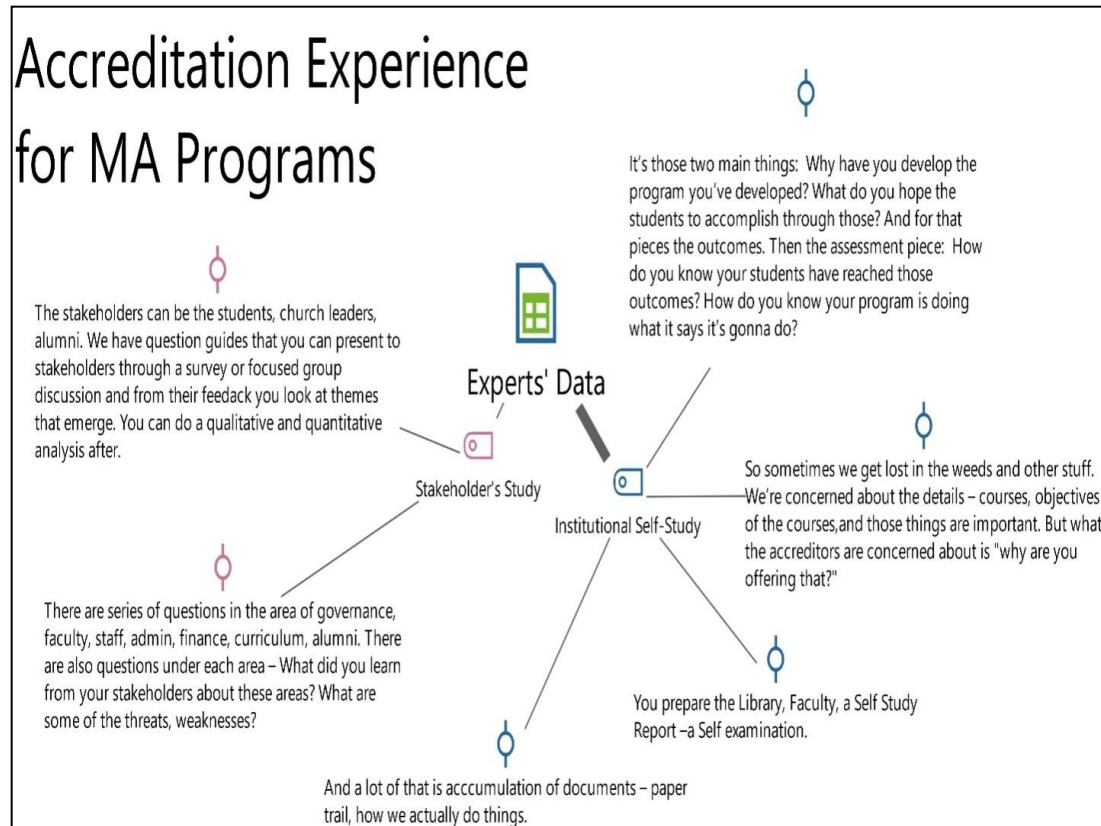 Accreditation Experience
for MA Programs
It's those two main things:  Why have you develop the
program you've developed? What do you hope the
students to accomplish through those? And for that
pieces the outcomes. Then the assessment piece:  How
do you know your students have reached those
outcomes? How do you know your program is doing
what it says it's gonna do?
The stakeholders can be the students, church leaders,
alumni. We have question guides that you can present to
stakeholders through a survey or focused group
discussion and from their feedack you look at themes
that emerge. You can do a qualitative and quantitative
analysis after.
Experts' Data
Stakeholder's Study
Institutional Self-Study
So sometimes we get lost in the weeds and other stuff.
We're concerned about the details – courses, objectives
of the courses,and those things are important. But what
the accreditors are concerned about is "why are you
offering that?"
There are series of questions in the area of governance,
faculty, staff, admin, finance, curriculum, alumni. There
are also questions under each area – What did you learn
from your stakeholders about these areas? What are
some of the threats, weaknesses?
You prepare the Library, Faculty, a Self Study
Report –a Self examination.
And a lot of that is acccumulation of documents – paper
trail, how we actually do things.